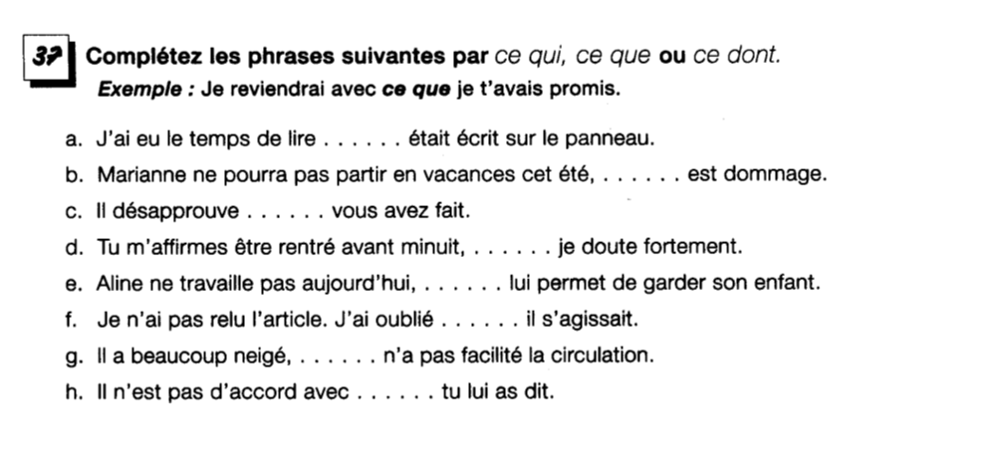 Complétez les phrases suivantes par ce qui, ce que ou ce dont.
Exemple : Je reviendrai avec ce que je t'avais promis.
a. J'ai eu le temps de lire . . . . . . était écrit sur le panneau.
b. Marianne ne pourra pas partir en vacances cet été, . . . . . . est dommage.
c. Il désapprouve . . . . . . vous avez fait.
d. Tu m'affirmes être rentré avant minuit, . . . . . . je doute fortement.
e. Aline ne travaille pas aujourd'hui, . . . . . . lui permet de garder son enfant.
f. Je n'ai pas relu l'article. J'ai oublié . . . . . . il s'agissait.
g. Il a beaucoup neigé, . . . . . . n'a pas facilité la circulation.
h. Il n'est pas d'accord avec . . . . . . tu lui as dit.